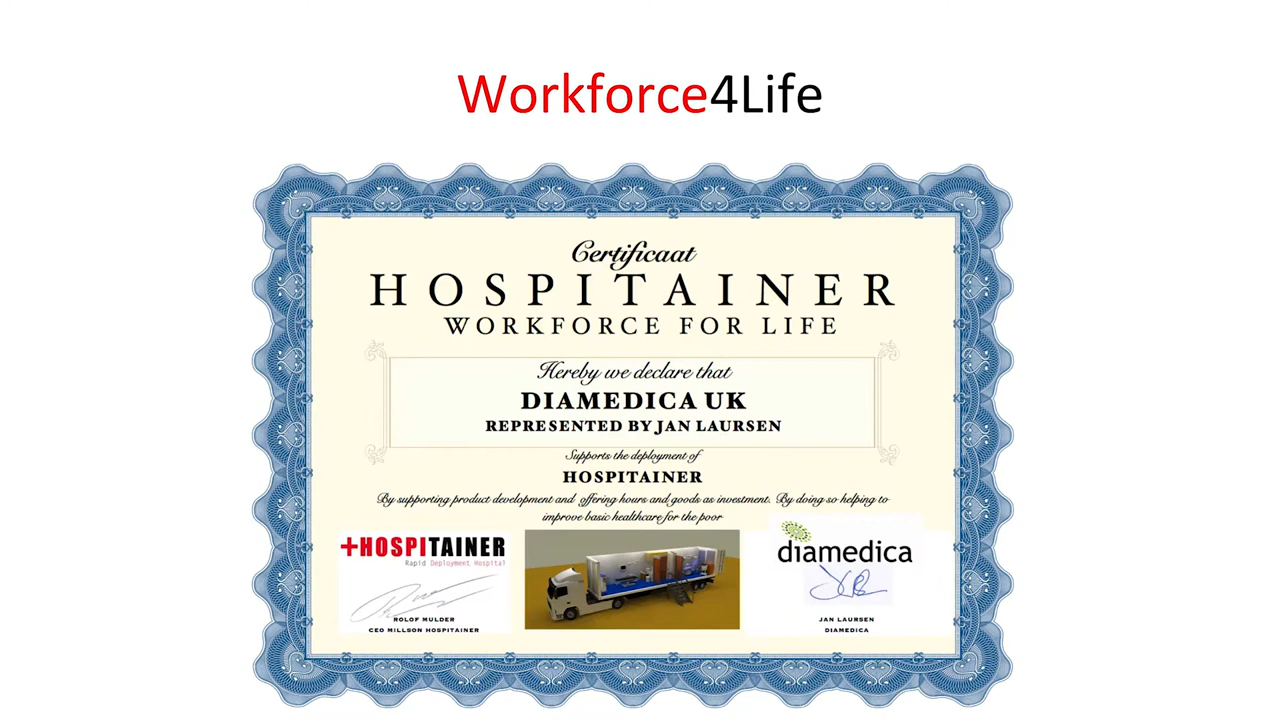 Workforce4Life
Certificaat
HOSPITAINER
WORKFORCE FOR LIFE
Hereby we declare that
DIAMEDICA UK
REPRESENTED BY JAN LAURSEN
Supports the deployment of
HOSPITAINER
By supporting product development and offering hours and goods as investment. By doing so helping to
improve basic healthcare for the poor
+HOSPITAINER
Rapid Deployment Hospital
ROLOF MULDER
CEO MILLSON HOSPITAINER
diamedica
JAN LAURSEN
DIAMEDICA